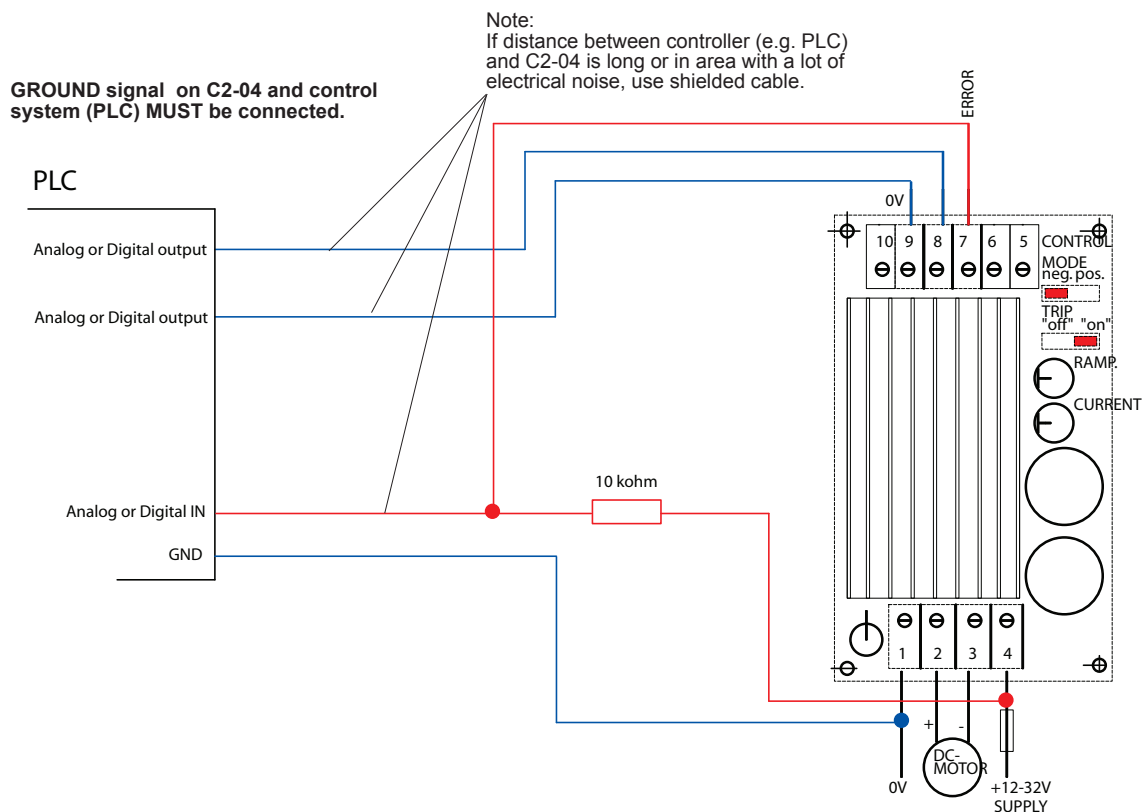 Note:
If distance between controller (e.g. PLC)
and C2-04 is long or in area with a lot of
electrical noise, use shielded cable.
GROUND signal  on C2-04 and control
system (PLC) MUST be connected.
ERROR
PLC
0V
Analog or Digital output
10 9 8 7 6 5 CONTROL
MODE
neg. pos.
Analog or Digital output
TRIP
"off" "on"
RAMP.
CURRENT
10 kohm
Analog or Digital IN
GND
1 2 3 4
+ -
DC-
MOTOR
0V
+12-32V
SUPPLY